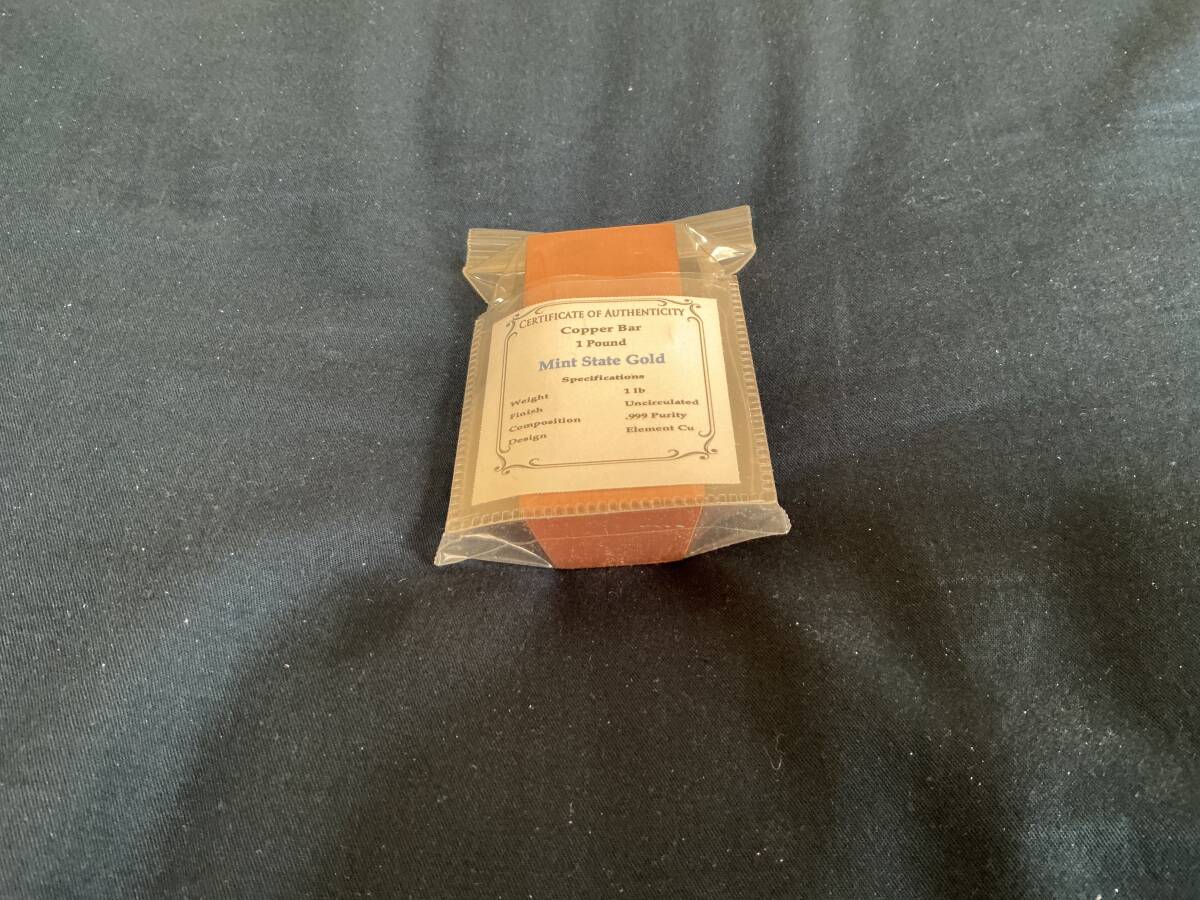 CERTIFICATE OF AUTHENTICITY
Copper Bar
1 Pound
Mint State Gold
Specifications
Weight 1 lb
Finish Uncirculated
Composition .999 Purity
Design Element Cu